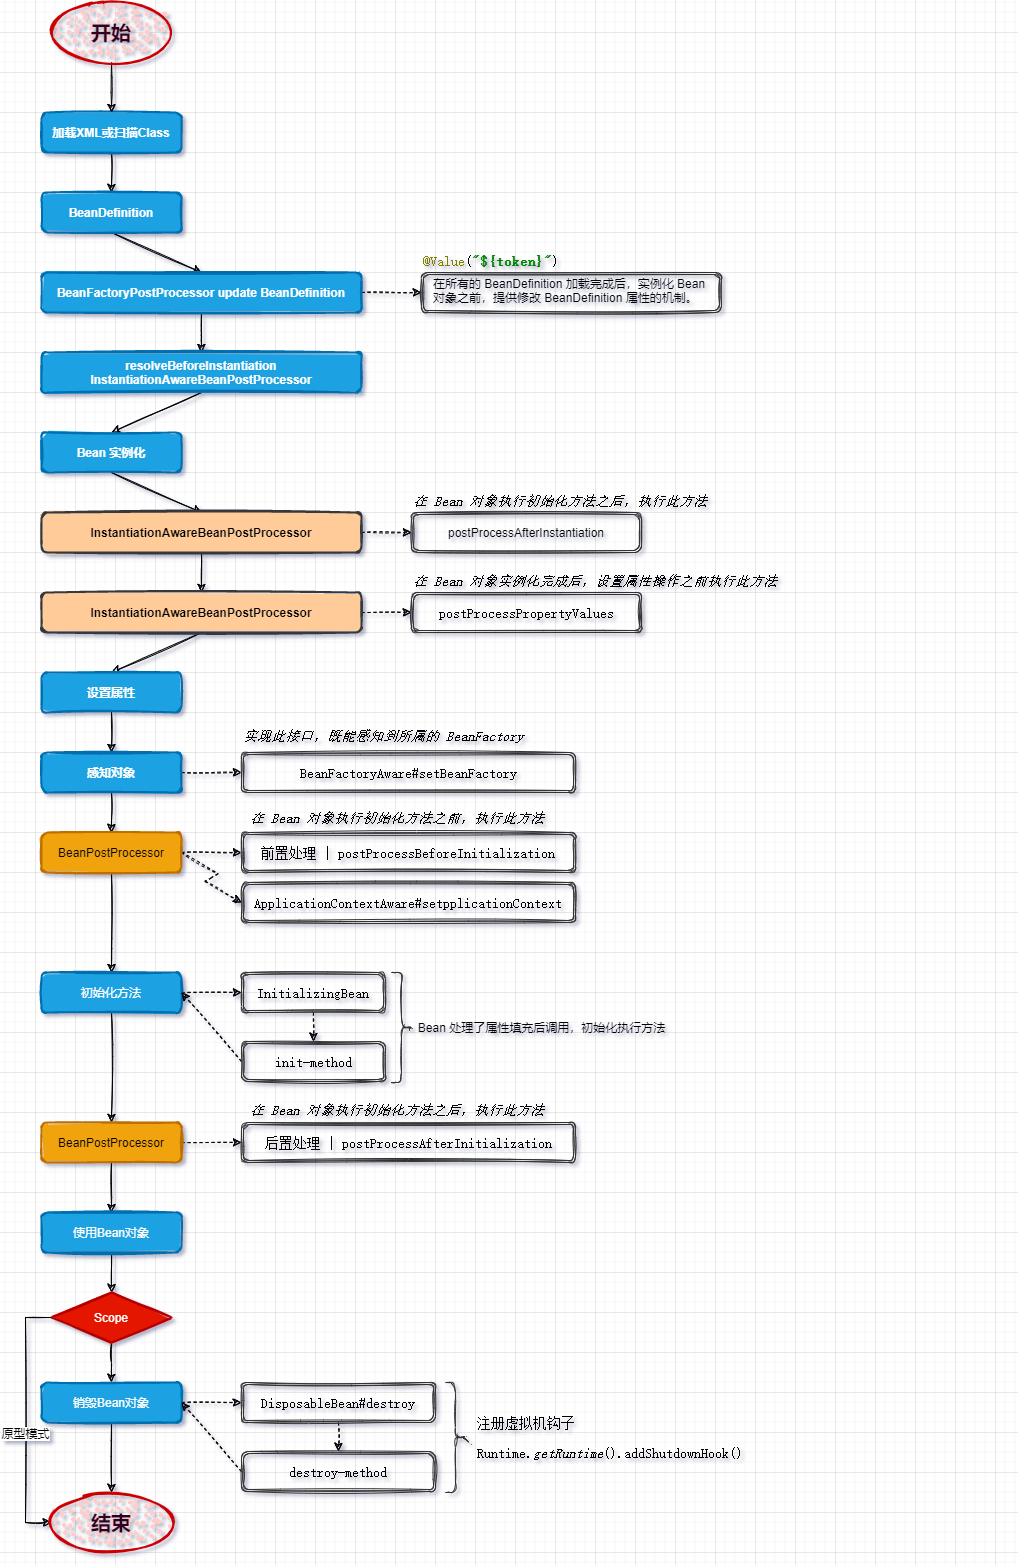 开始
加载XML或扫描Class
BeanDefinition
@Value("${token}")
BeanFactoryPostProcessor update BeanDefinition
在所有的 BeanDefinition 加载完成后，实例化 Bean
对象之前，提供修改 BeanDefinition 属性的机制。
resolveBeforeInstantiation
InstantiationAwareBeanPostProcessor
Bean 实例化
在 Bean 对象执行初始化方法之后，执行此方法
InstantiationAwareBeanPostProcessor
postProcessAfterInstantiation
在 Bean 对象实例化完成后，设置属性操作之前执行此方法
InstantiationAwareBeanPostProcessor
postProcessPropertyValues
设置属性
实现此接口，既能感知到所属的 BeanFactory
感知对象
BeanFactoryAware#setBeanFactory
在 Bean 对象执行初始化方法之前，执行此方法
BeanPostProcessor
前置处理 | postProcessBeforeInitialization
ApplicationContextAware#setpplicationContext
初始化方法
InitializingBean
Bean 处理了属性填充后调用，初始化执行方法
init-method
在 Bean 对象执行初始化方法之后，执行此方法
BeanPostProcessor
后置处理 | postProcessAfterInitialization
使用Bean对象
Scope
销毁Bean对象
DisposableBean#destroy
注册虚拟机钩子
原型模式
Runtime.getRuntime().addShutdownHook()
destroy-method
结束